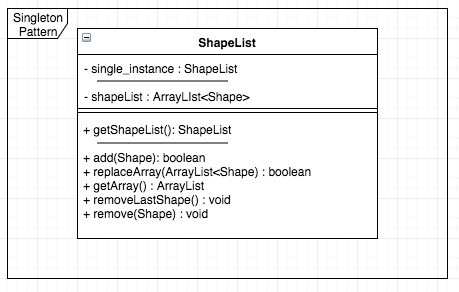 Singleton
Pattern
ShapeList
- single_instance : ShapeList
- shapeList : ArrayLIst<Shape>
+ getShapeList(): ShapeList
+ add(Shape): boolean
+ replaceArray(ArrayList<Shape) : boolean
+ getArray() : ArrayList
+ removeLastShape() : void
+ remove(Shape) : void